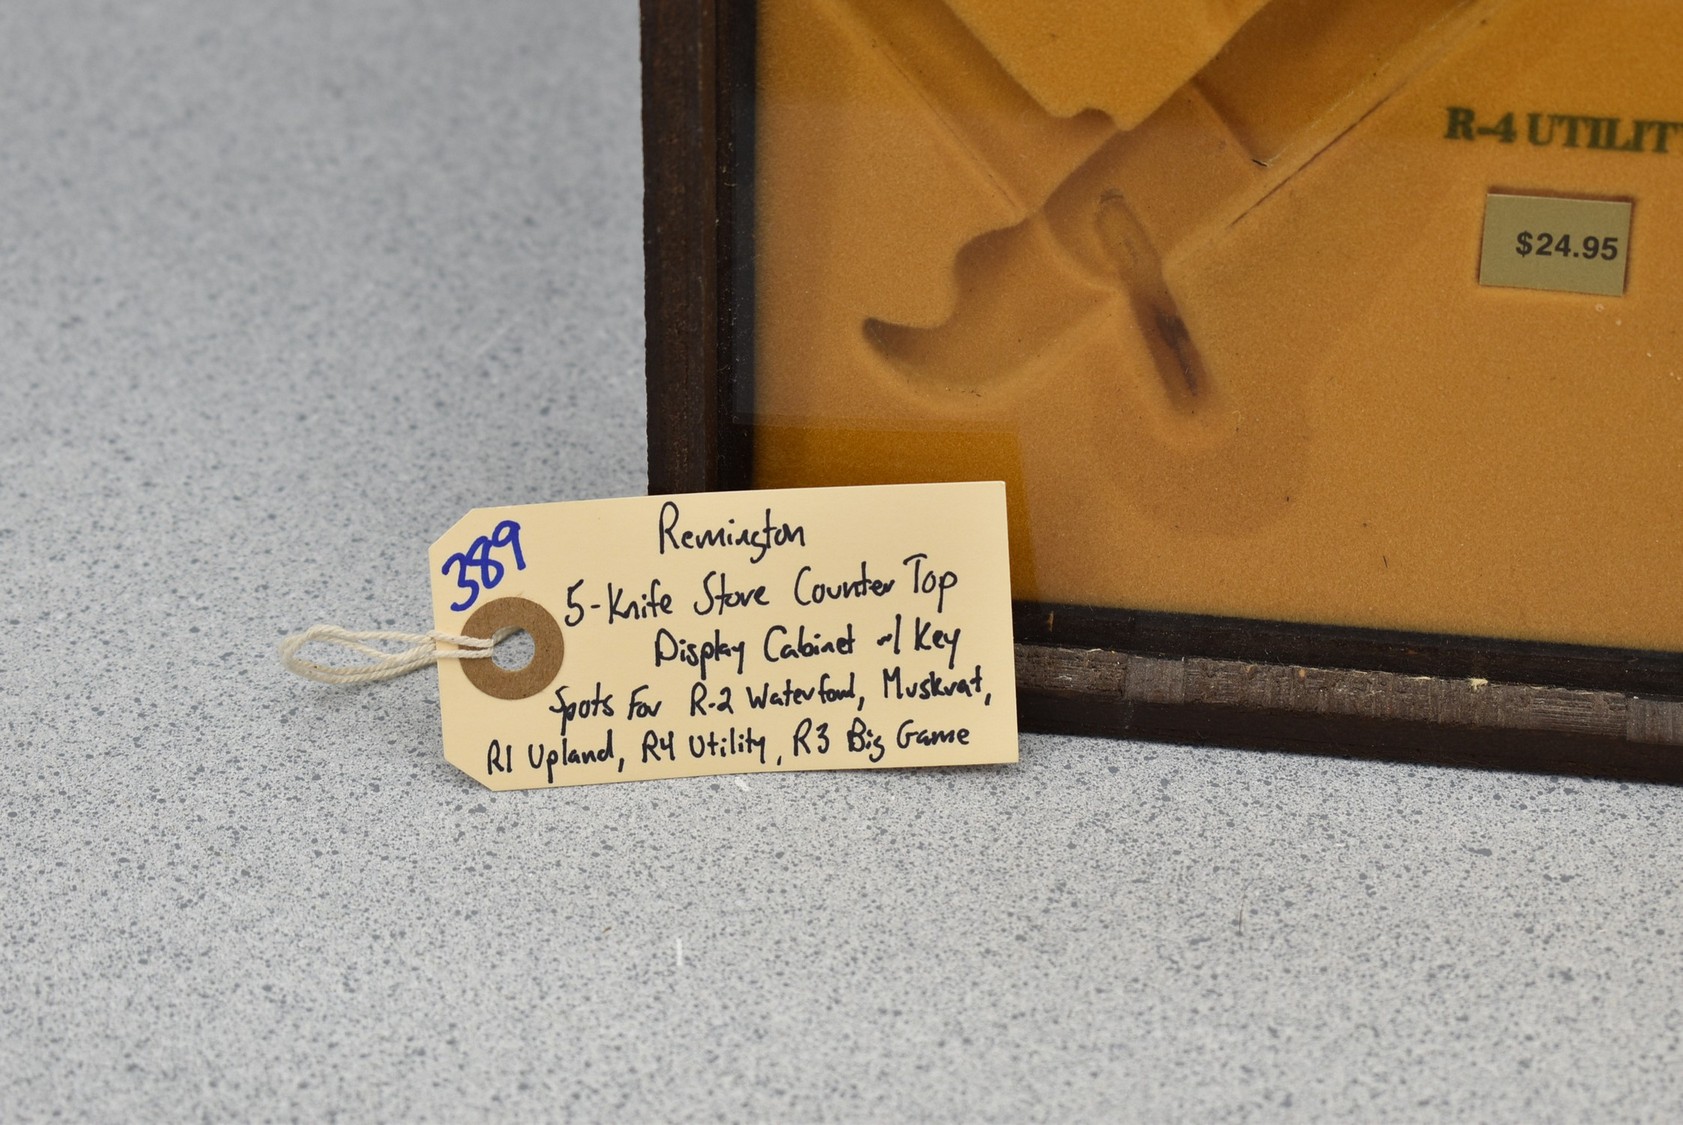 389
Remington
5-Knife Store Counter Top
Display Cabinet w/ Key
Spots For R-2 Waterfowl, Muskrat,
R1 Upland, R4 Utility, R3 Big Game
R-4 UTILIT
$24.95